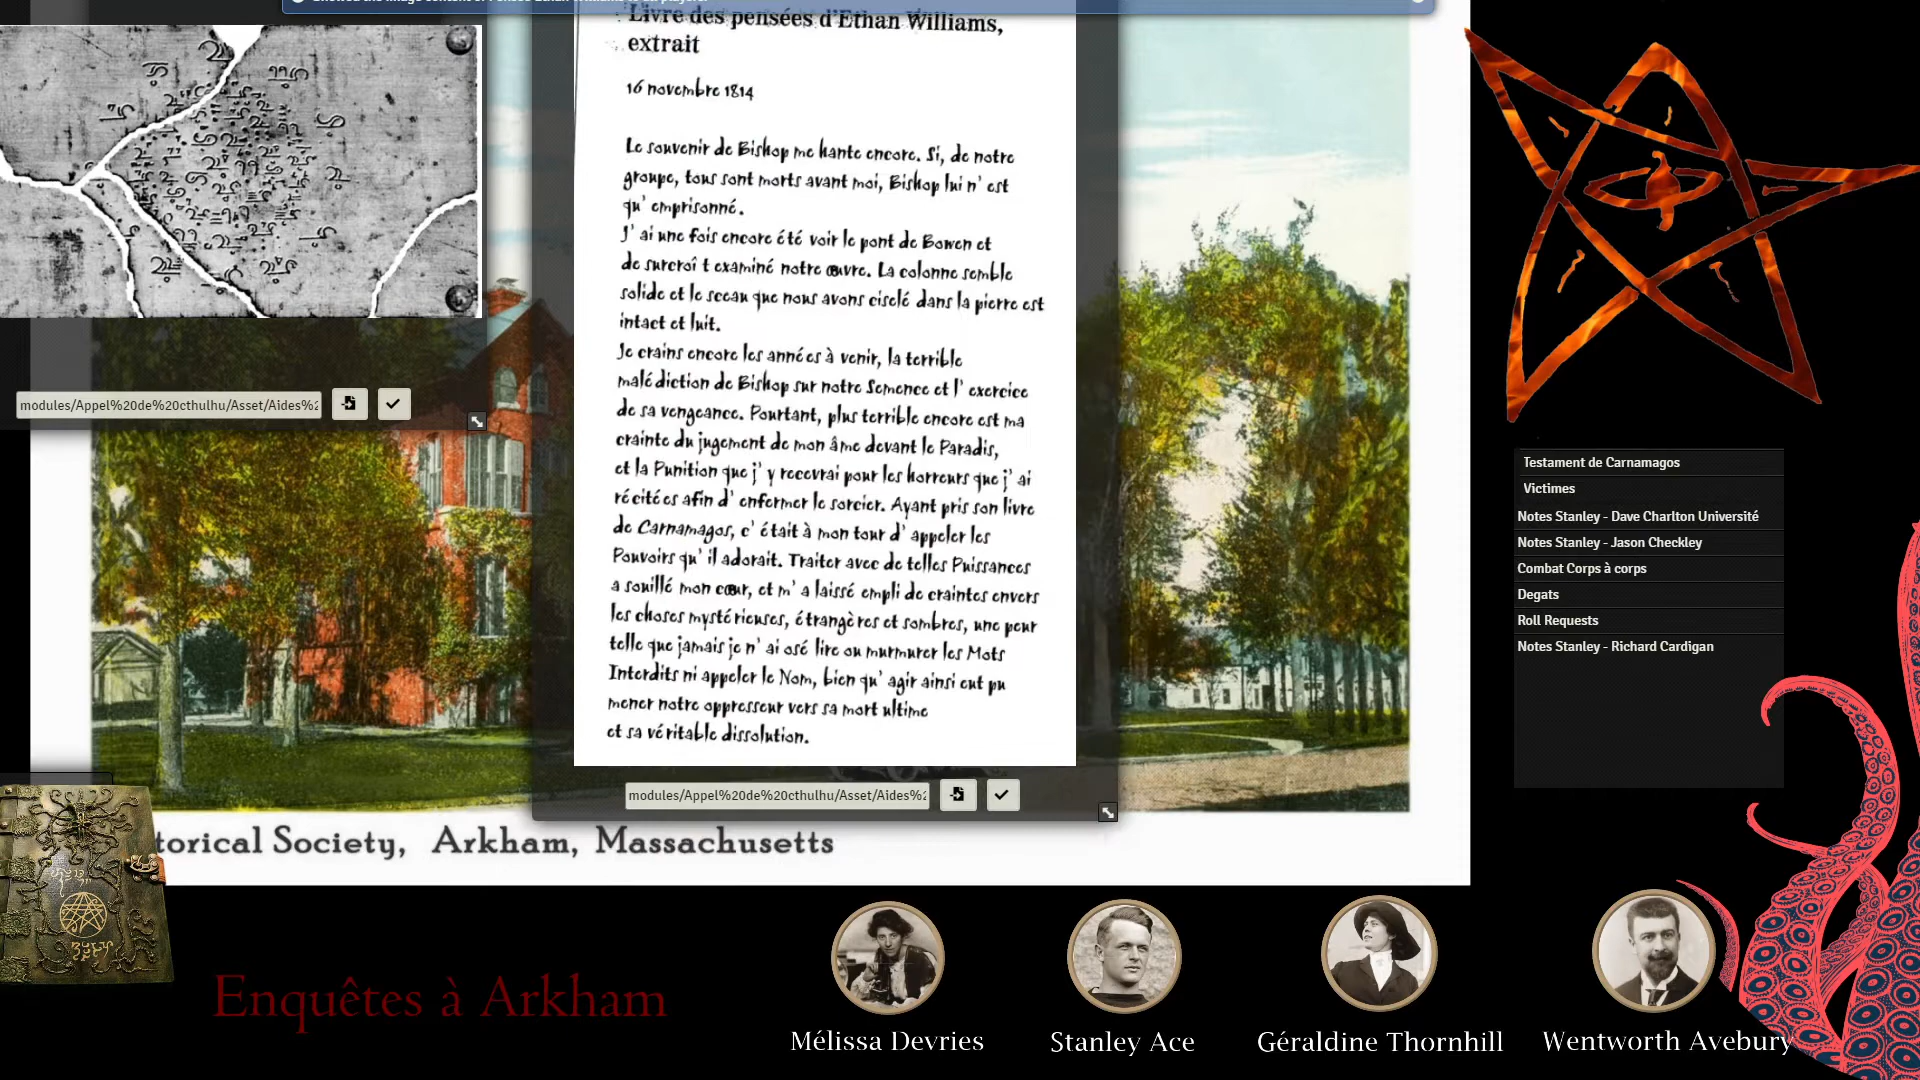 Livre des pensées d'Ethan Williams,
extrait
16 novembre 1814
Le souvenir de Bishop me hante encore. Si, de notre
groupe, tous sont morts avant moi, Bishop lui n' est
qu' emprisonné.
J' ai une fois encore été voir le pont de Bowen et
de surcroî t examiné notre œuvre. La colonne semble
solide et le sceau que nous avons ciselé dans la pierre est
intact et luit.
Je crains encore les années à venir, la terrible
malédiction de Bishop sur notre Semence et l' exercice
de sa vengeance. Pourtant, plus terrible encore est ma
crainte du jugement de mon âme devant le Paradis,
et la Punition que j' y recevrai pour les horreurs que j' ai
récitées afin d' enfermer le sorcier. Ayant pris son livre
de Carnamagos, c' était à mon tour d' appeler les
Pouvoirs qu' il adorait. Traiter avec de telles Puissances
a souillé mon cœur, et m' a laissé empli de craintes envers
les choses mystérieuses, étrangères et sombres, une peur
telle que jamais je n' ai osé lire ou murmurer les Mots
Interdits ni appeler le Nom, bien qu' agir ainsi eut pu
mener notre oppresseur vers sa mort ultime
et sa véritable dissolution.
modules/Appel%20de%20cthulhu/Asset/Aides%2
modules/Appel%20de%20cthulhu/Asset/Aides%2
Testament de Carnamagos
Victimes
Notes Stanley - Dave Charlton Université
Notes Stanley - Jason Checkley
Combat Corps à corps
Degats
Roll Requests
Notes Stanley - Richard Cardigan
torical Society, Arkham, Massachusetts
Enquêtes à Arkham
Mélissa Devries
Stanley Ace
Géraldine Thornhill
Wentworth Avebury